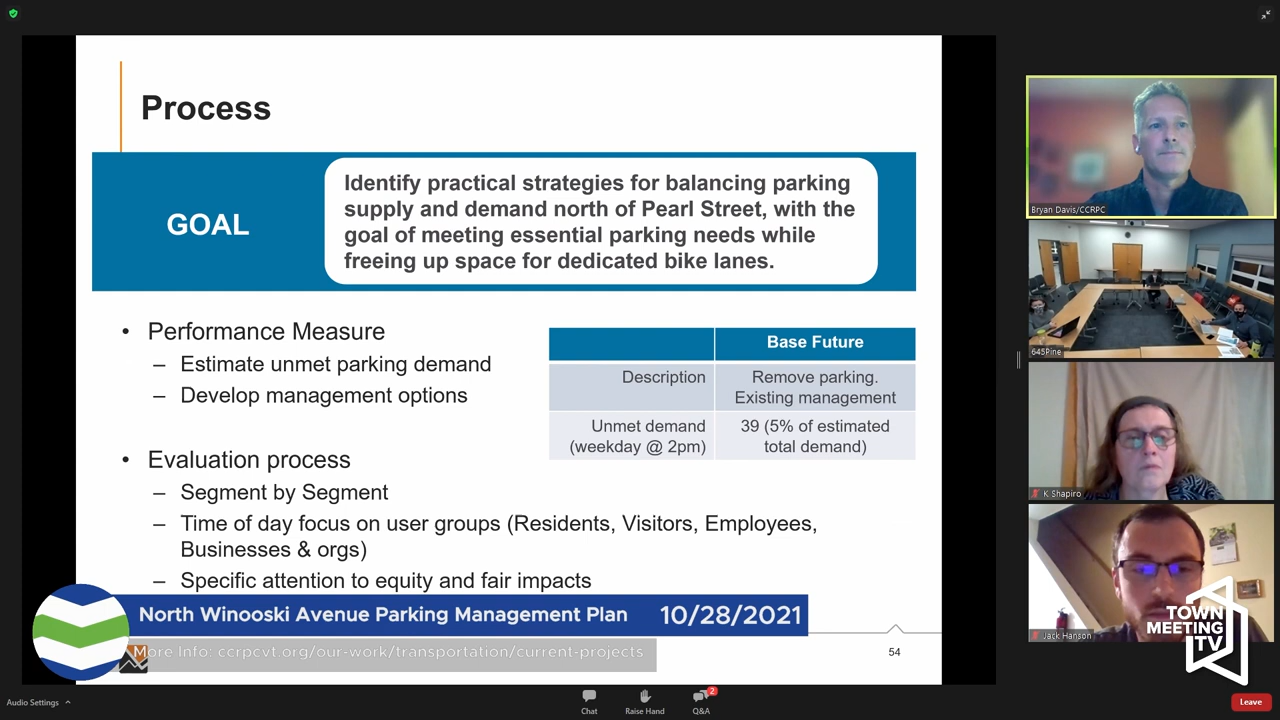 Process
GOAL
Identify practical strategies for balancing parking
supply and demand north of Pearl Street, with the
goal of meeting essential parking needs while
freeing up space for dedicated bike lanes.
• Performance Measure
– Estimate unmet parking demand
– Develop management options
Base Future
Description
Remove parking.
Existing management
Unmet demand
(weekday @ 2pm)
39 (5% of estimated
total demand)
• Evaluation process
– Segment by Segment
– Time of day focus on user groups (Residents, Visitors, Employees,
Businesses & orgs)
– Specific attention to equity and fair impacts
North Winooski Avenue Parking Management Plan 10/28/2021
More Info: ccrpcvt.org/our-work/transportation/current-projects
54
Bryan Davis/CCRPC
645Pine
K Shapiro
Jack Hanson
TOWN
MEETING
TV
Audio Settings
Chat
Raise Hand
2
Q&A
Leave